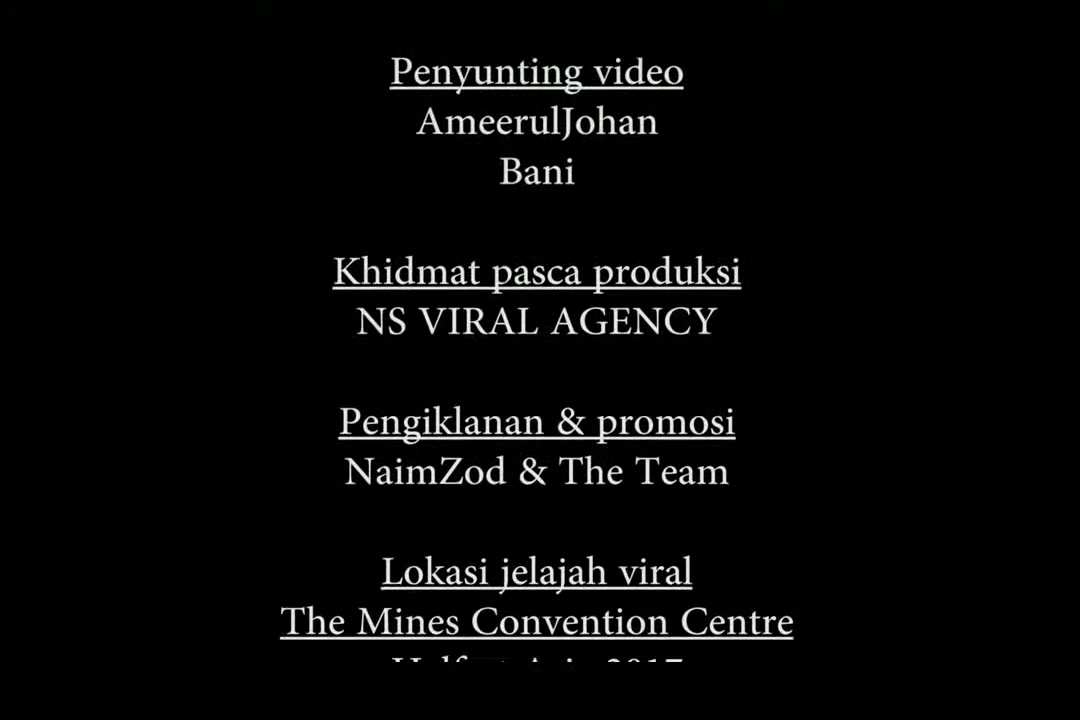 Penyunting video
AmeerulJohan
Bani
Khidmat pasca produksi
NS VIRAL AGENCY
Pengiklanan & promosi
NaimZod & The Team
Lokasi jelajah viral
The Mines Convention Centre